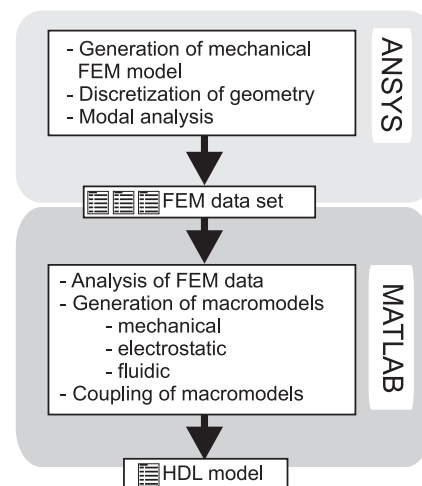 - Generation of mechanical
FEM model
- Discretization of geometry
- Modal analysis
ANSYS
FEM data set
- Analysis of FEM data
- Generation of macromodels
- mechanical
- electrostatic
- fluidic
- Coupling of macromodels
MATLAB
HDL model